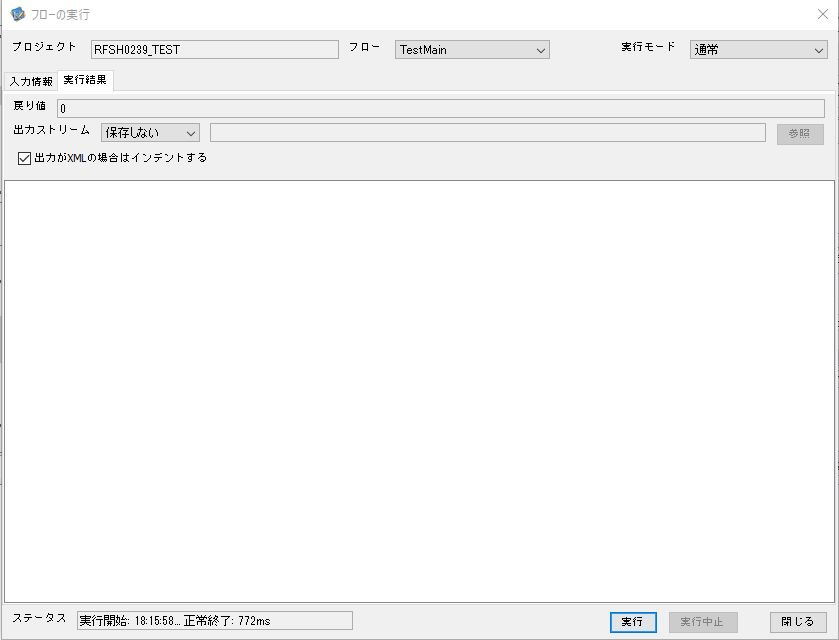 フローの実行
プロジェクト RFSH0239_TEST フロー TestMain 実行モード 通常
入力情報 実行結果
戻り値 0
出力ストリーム 保存しない 参照
出力がXMLの場合はインデントする
ステータス 実行開始: 18:15:58... 正常終了: 772ms 実行 実行中止 閉じる